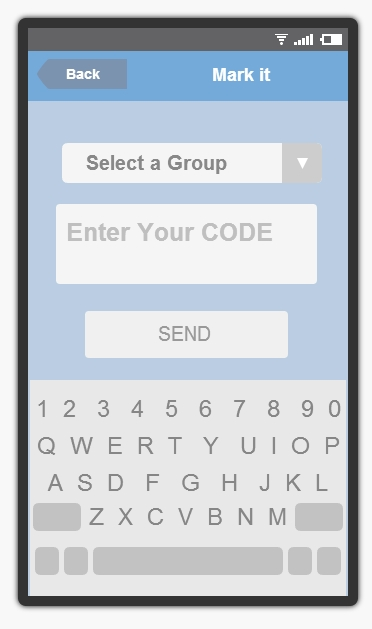 Back Mark it
Select a Group
Enter Your CODE
SEND
1 2 3 4 5 6 7 8 9 0
Q W E R T Y U I O P
A S D F G H J K L
Z X C V B N M